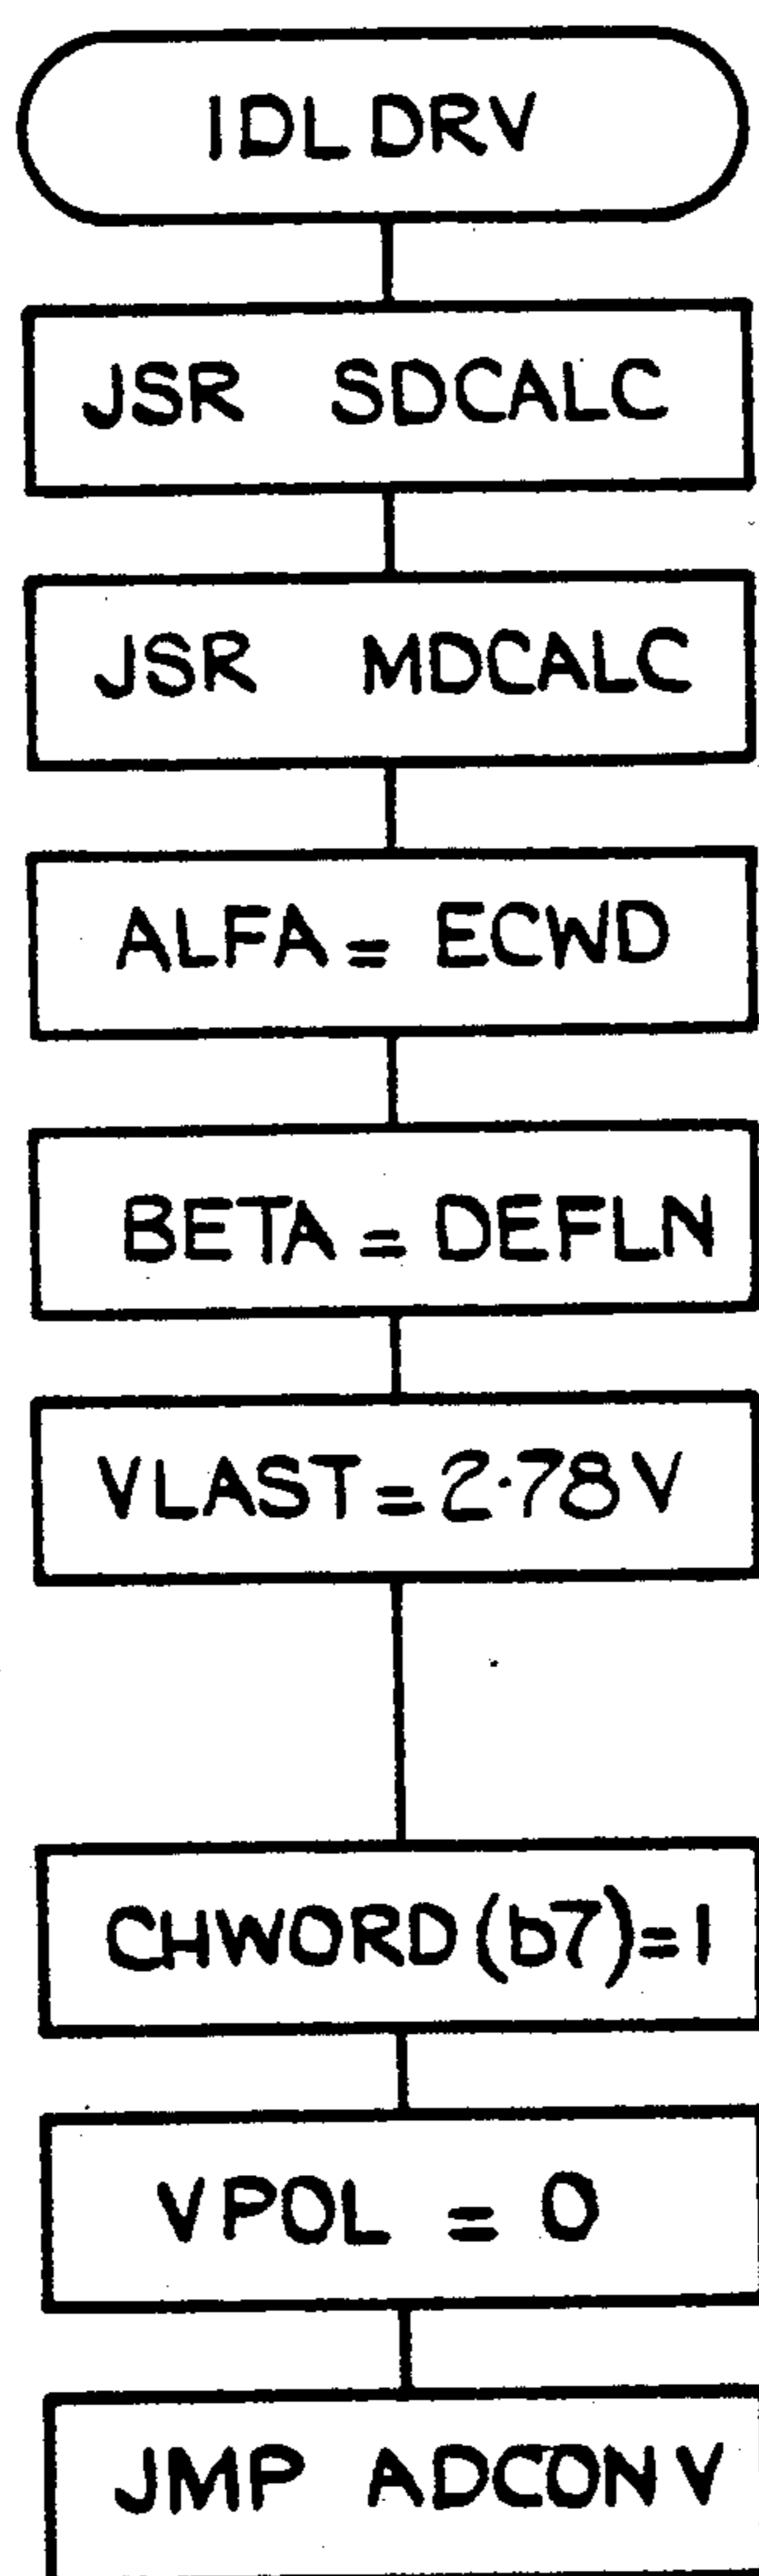 IDLDRV
JSR SDCALC
JSR MDCALC
ALFA = ECWD
BETA = DEFLN
VLAST = 2.78V
CHWORD(b7)=1
VPOL = 0
JMP ADCONV